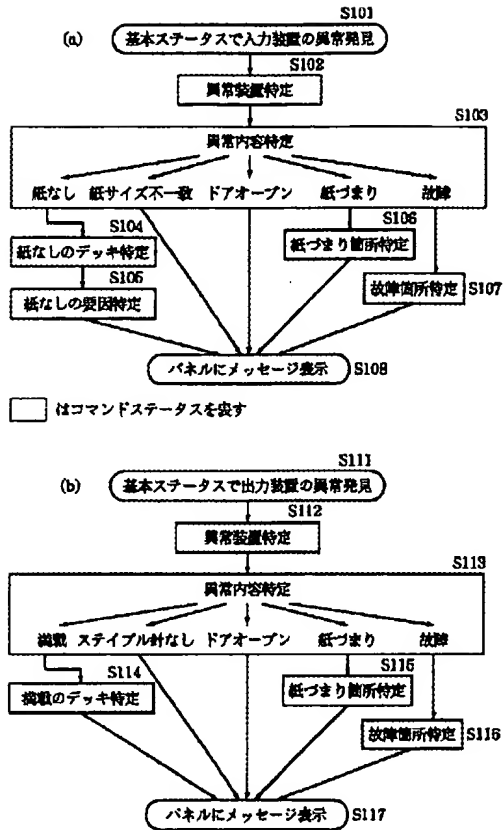 S101
(a) 基本ステータスで入力装置の異常発見
S102
異常装置特定
S103
異常内容特定
紙なし 紙サイズ不一致 ドアオープン 紙づまり 故障
S104 S106
紙なしのデッキ特定 紙づまり箇所特定
S105
紙なしの要因特定 故障箇所特定 S107
パネルにメッセージ表示 S108
はコマンドステータスを表す
S111
(b) 基本ステータスで出力装置の異常発見
S112
異常装置特定
S113
異常内容特定
満載 ステイプル針なし ドアオープン 紙づまり 故障
S114 S115
満載のデッキ特定 紙づまり箇所特定
故障箇所特定 S116
パネルにメッセージ表示 S117